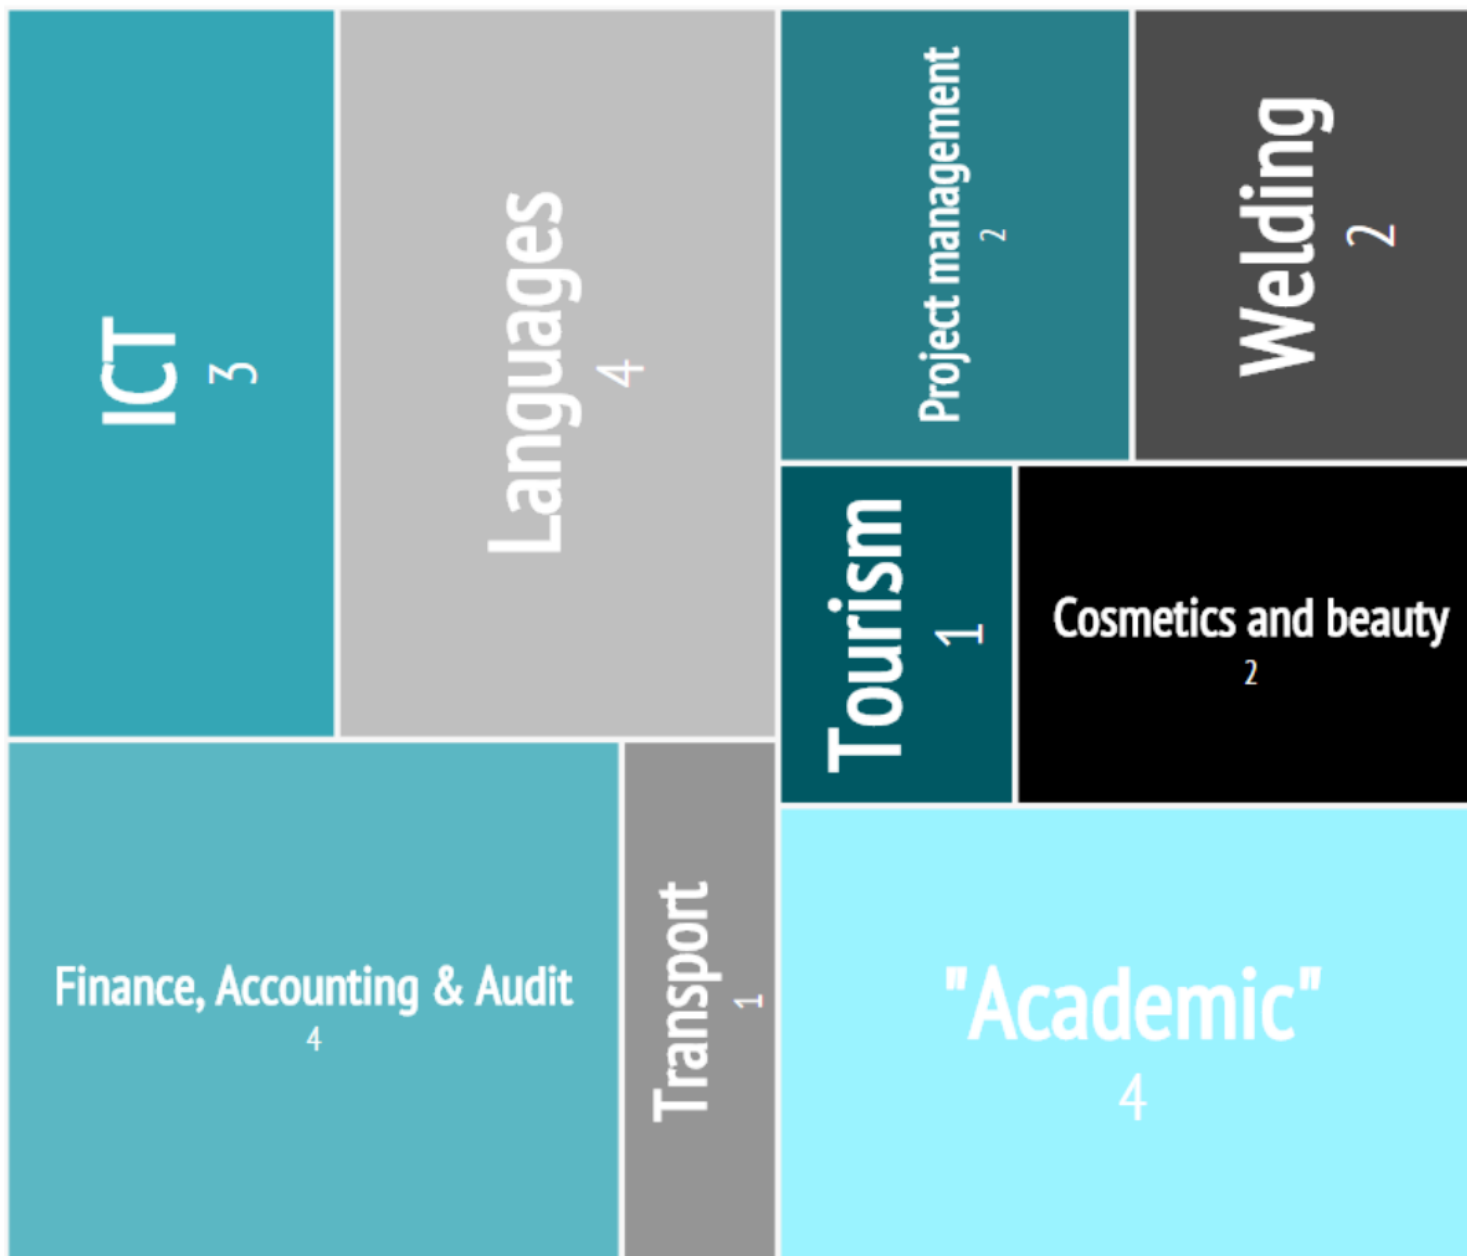 ICT
3
Languages
4
Project management
2
Welding
2
Tourism
1
Cosmetics and beauty
2
Finance, Accounting & Audit
4
Transport
1
"Academic"
4